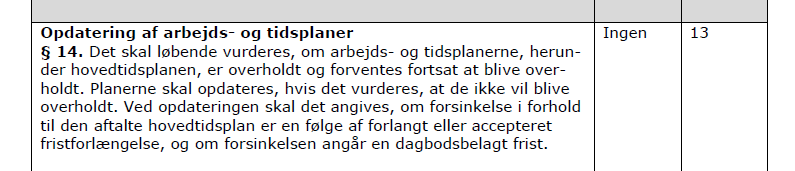 Opdatering af arbejds- og tidsplaner
§ 14. Det skal løbende vurderes, om arbejds- og tidsplanerne, herun-
der hovedtidsplanen, er overholdt og forventes fortsat at blive over-
holdt. Planerne skal opdateres, hvis det vurderes, at de ikke vil blive
overholdt. Ved opdateringen skal det angives, om forsinkelse i forhold
til den aftalte hovedtidsplan er en følge af forlangt eller accepteret
fristforlængelse, og om forsinkelsen angår en dagbodsbelagt frist.
Ingen
13